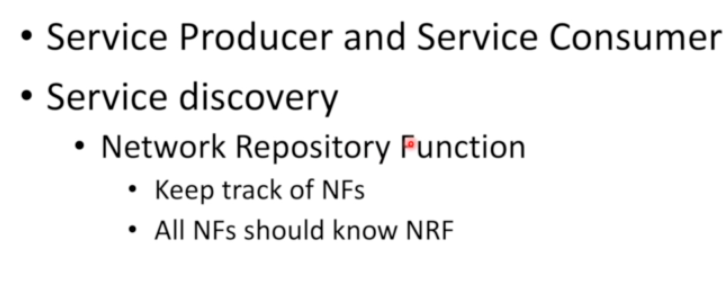 • Service Producer and Service Consumer
• Service discovery
• Network Repository Function
• Keep track of NFs
• All NFs should know NRF